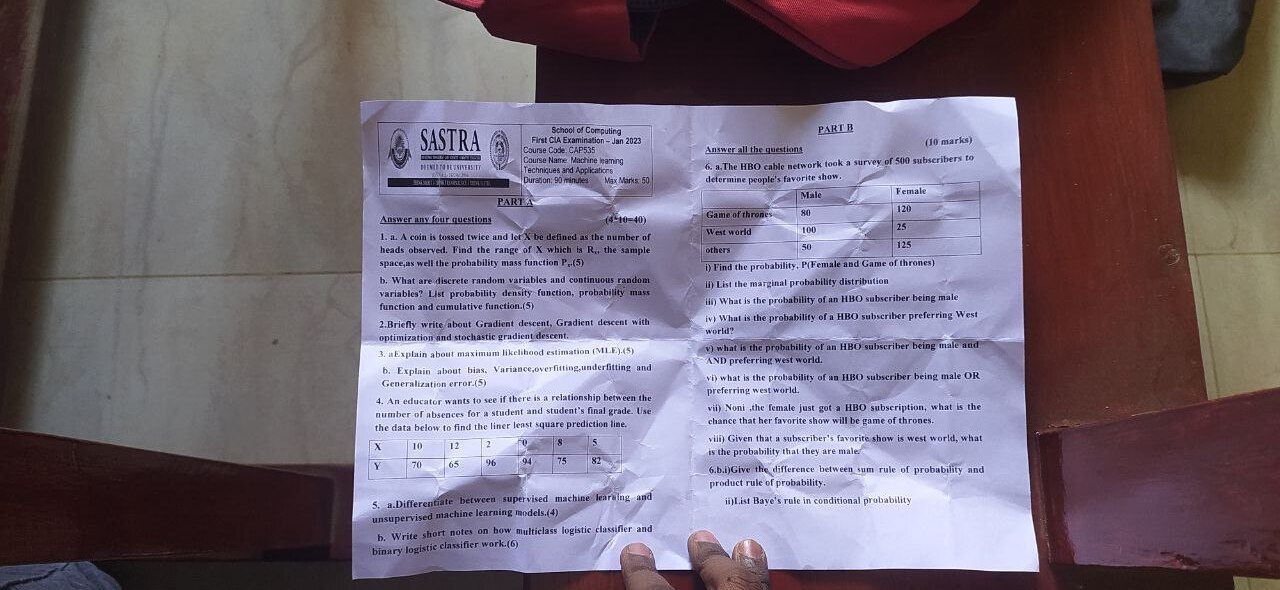 SASTRA
DEEMED TO BE UNIVERSITY
School of Computing
First CIA Examination – Jan 2023
Course Code: CAP535
Course Name: Machine learning
Techniques and Applications
Duration: 90 minutes Max Marks: 50
PART A
Answer any four questions (4*10=40)
1. a. A coin is tossed twice and let X be defined as the number of
heads observed. Find the range of X which is Rx, the sample
space,as well the probability mass function Px.(5)
b. What are discrete random variables and continuous random
variables? List probability density function, probability mass
function and cumulative function.(5)
2.Briefly write about Gradient descent, Gradient descent with
optimization and stochastic gradient descent.
3. aExplain about maximum likelihood estimation (MLE).(5)
b. Explain about bias, Variance,overfitting,underfitting and
Generalization error.(5)
4. An educator wants to see if there is a relationship between the
number of absences for a student and student's final grade. Use
the data below to find the liner least square prediction line.
X 10 12 2 0 8 5
Y 70 65 96 94 75 82
5. a.Differentiate between supervised machine learning and
unsupervised machine learning models.(4)
b. Write short notes on how multiclass logistic classifier and
binary logistic classifier work.(6)
PART B
Answer all the questions (10 marks)
6. a.The HBO cable network took a survey of 500 subscribers to
determine people's favorite show.
Male Female
Game of thrones 80 120
West world 100 25
others 50 125
i) Find the probability, P(Female and Game of thrones)
ii) List the marginal probability distribution
iii) What is the probability of an HBO subscriber being male
iv) What is the probability of a HBO subscriber preferring West
world?
v) what is the probability of an HBO subscriber being male and
AND preferring west world.
vi) what is the probability of an HBO subscriber being male OR
preferring west world.
vii) Noni ,the female just got a HBO subscription, what is the
chance that her favorite show will be game of thrones.
viii) Given that a subscriber's favorite show is west world, what
is the probability that they are male.
6.b.i)Give the difference between sum rule of probability and
product rule of probability.
ii)List Baye's rule in conditional probability